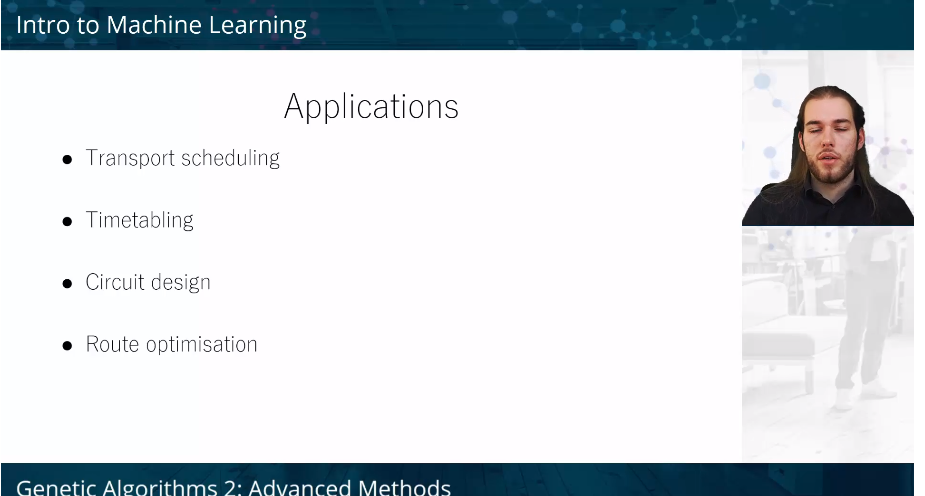 Intro to Machine Learning
Applications
● Transport scheduling
● Timetabling
● Circuit design
● Route optimisation
Genetic Algorithms 2: Advanced Methods